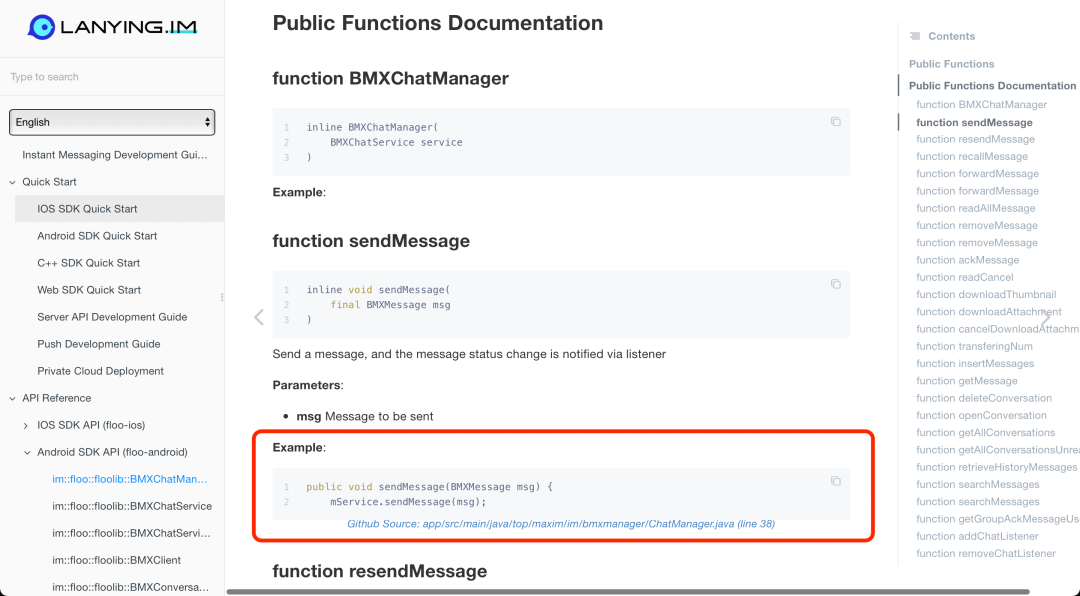 LANYING.IM
Type to search
English
Instant Messaging Development Gui...
Quick Start
IOS SDK Quick Start
Android SDK Quick Start
C++ SDK Quick Start
Web SDK Quick Start
Server API Development Guide
Push Development Guide
Private Cloud Deployment
API Reference
IOS SDK API (floo-ios)
Android SDK API (floo-android)
im::floo::floolib::BMXChatMan...
im::floo::floolib::BMXChatService
im::floo::floolib::BMXChatServi...
im::floo::floolib::BMXClient
im::floo::floolib::BMXConversa...
Public Functions Documentation
function BMXChatManager
1 inline BMXChatManager(
2 BMXChatService service
3 )
Example:
function sendMessage
1 inline void sendMessage(
2 final BMXMessage msg
3 )
Send a message, and the message status change is notified via listener
Parameters:
• msg Message to be sent
Example:
1 public void sendMessage(BMXMessage msg) {
2 mService.sendMessage(msg);
Github Source: app/src/main/java/top/maxim/im/bmxmanager/ChatManager.java (line 38)
function resendMessage
Contents
Public Functions
Public Functions Documentation
function BMXChatManager
function sendMessage
function resendMessage
function recallMessage
function forwardMessage
function forwardMessage
function readAllMessage
function removeMessage
function removeMessage
function ackMessage
function readCancel
function downloadThumbnail
function downloadAttachment
function cancelDownloadAttachm
function transferingNum
function insertMessages
function getMessage
function deleteConversation
function openConversation
function getAllConversations
function getAllConversationsUnrea
function retrieveHistoryMessages
function searchMessages
function searchMessages
function getGroupAckMessageUs
function addChatListener
function removeChatListener